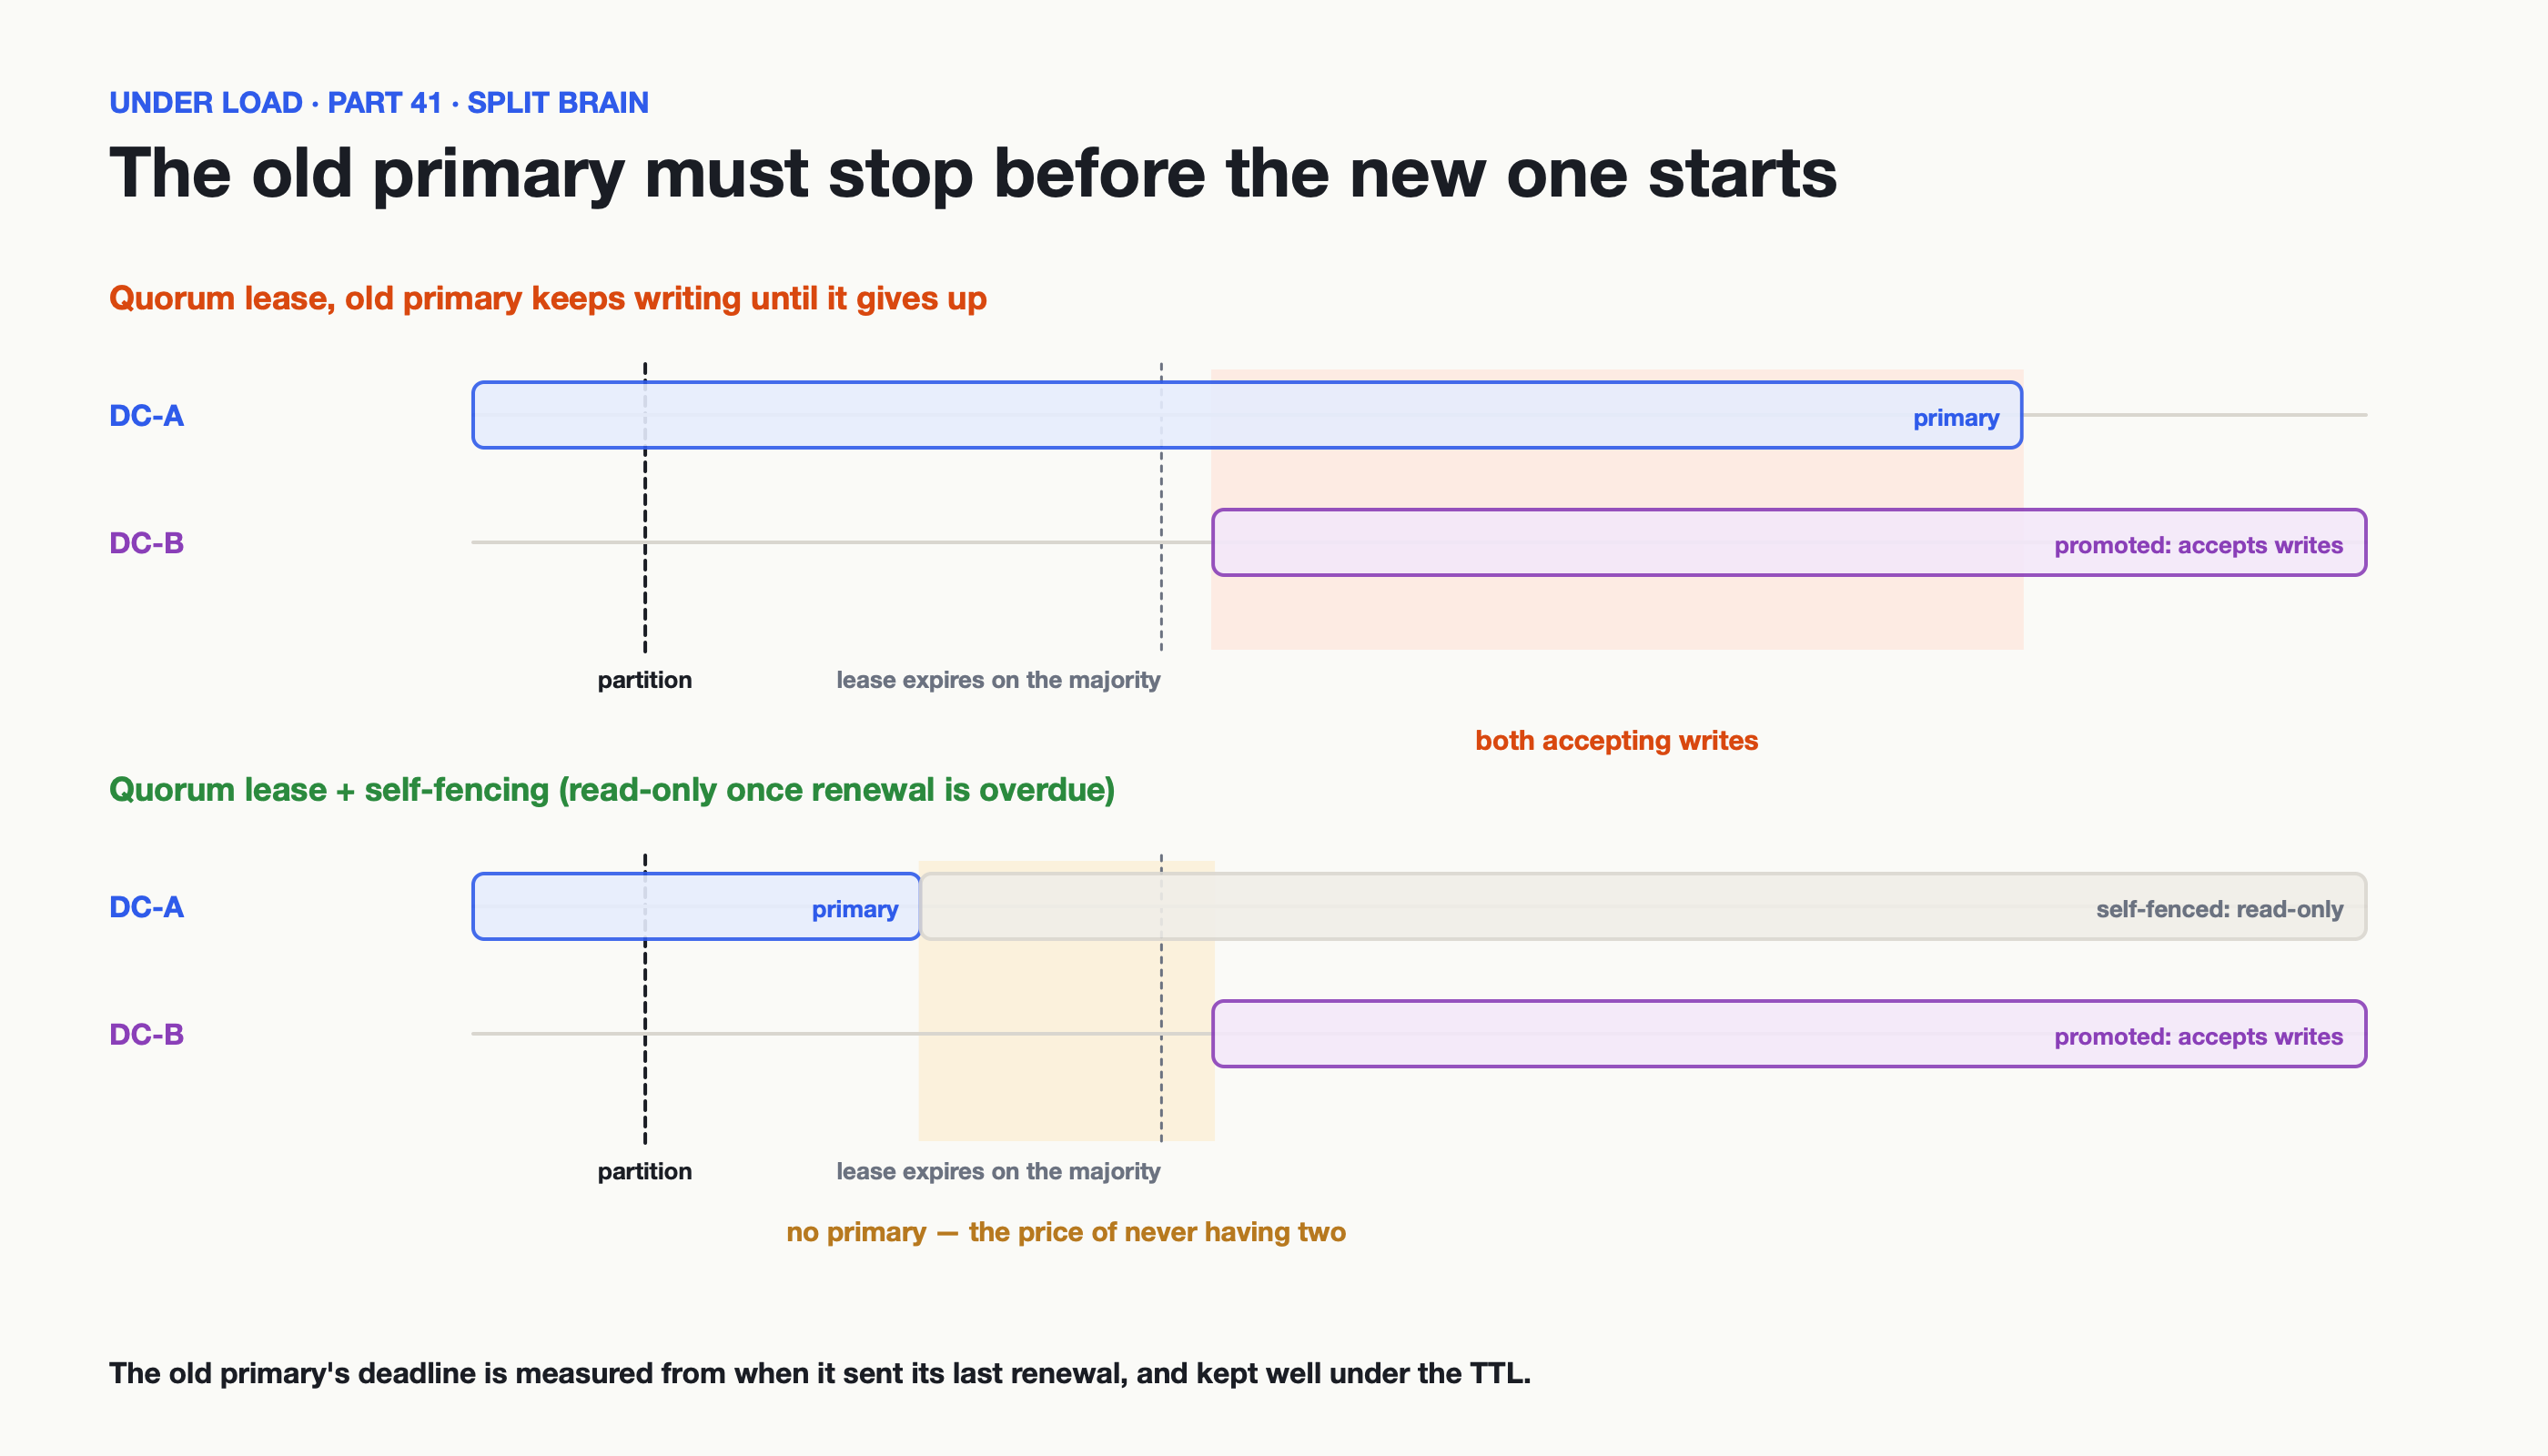 UNDER LOAD · PART 41 · SPLIT BRAIN
The old primary must stop before the new one starts
Quorum lease, old primary keeps writing until it gives up
DC-A
primary
DC-B
promoted: accepts writes
partition
lease expires on the majority
both accepting writes
Quorum lease + self-fencing (read-only once renewal is overdue)
DC-A
primary
self-fenced: read-only
DC-B
promoted: accepts writes
partition
lease expires on the majority
no primary — the price of never having two
The old primary's deadline is measured from when it sent its last renewal, and kept well under the TTL.